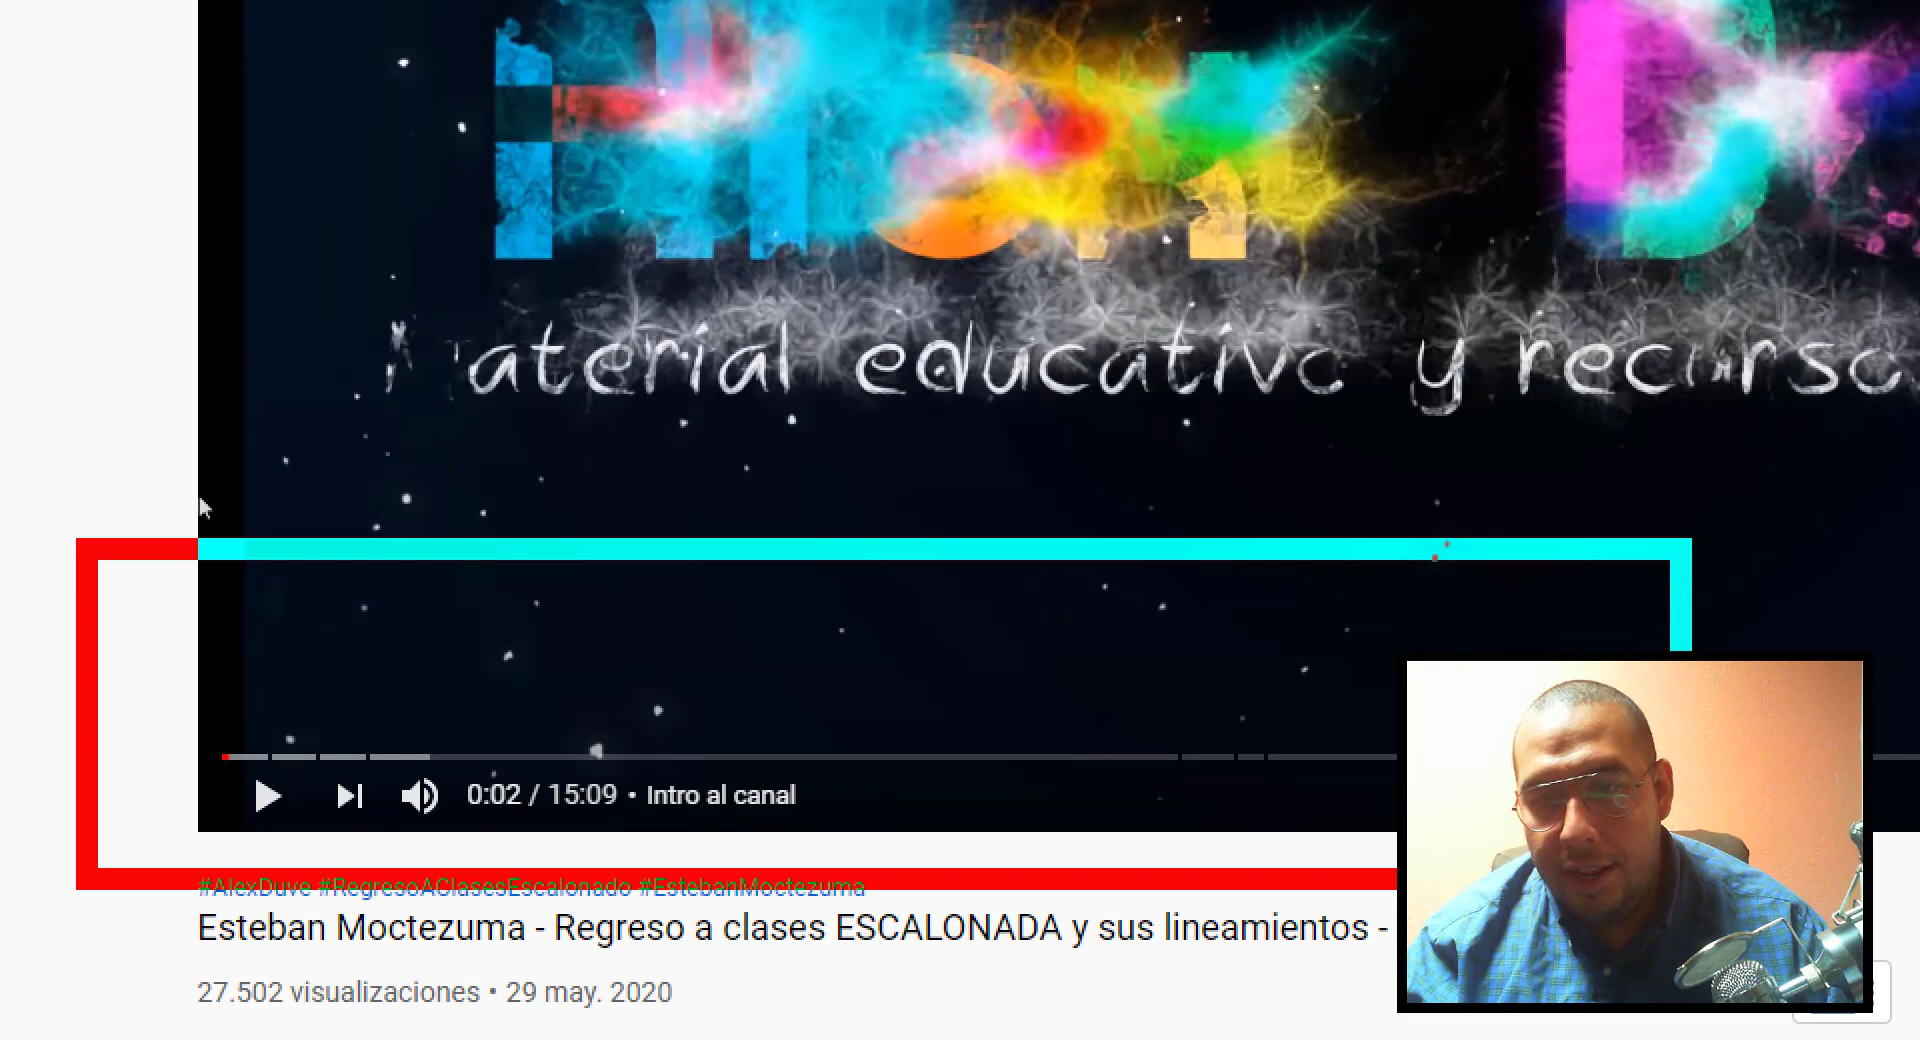 Material educativo y recurso
0:02 / 15:09 • Intro al canal
#AlexDuve #RegresoAClasesEscalonado #EstebanMoctezuma
Esteban Moctezuma - Regreso a clases ESCALONADA y sus lineamientos -
27.502 visualizaciones • 29 may. 2020